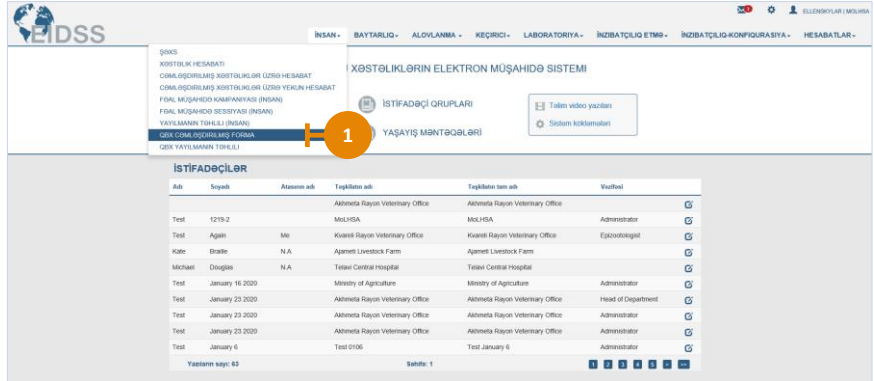 EIDSS
ELLENSKYLAR | MOLHSA
İNSAN
BAYTARLIQ
ALOVLANMA
KEÇIRICI
LABORATORIYA
İNZIBATÇILIQ ETMƏ
İNZIBATÇILIQ-KONFIQURASIYA
HESABATLAR
ŞƏXS
XƏSTƏLIK HESABATI
CƏMLƏŞDIRILMIŞ XƏSTƏLIKLƏR ÜZRƏ HESABAT
CƏMLƏŞDIRILMIŞ XƏSTƏLIKLƏR ÜZRƏ YEKUN HESABAT
FƏAL MÜŞAHIDƏ KAMPANIYASI (İNSAN)
FƏAL MÜŞAHIDƏ SESSIYASI (İNSAN)
YAYILMANIN TƏHLILI (İNSAN)
QBX CƏMLƏŞDIRILMIŞ FORMA
QBX YAYILMANIN TƏHLILI
1
XƏSTƏLIKLƏRIN ELEKTRON MÜŞAHIDƏ SISTEMI
İSTIFADƏÇI QRUPLARI
YAŞAYIŞ MƏNTƏQƏLƏRI
Təlim video yazıları
Sistem kökləmələri
İSTIFADƏÇILƏR
Adı Soyadı Atasının adı Təşkilatın adı Təşkilatın tam adı Vəzifəsi
Akhmeta Rayon Veterinary Office Akhmeta Rayon Veterinary Office
Test 1219-2 MoLHSA MoLHSA Administrator
Test Again Me Kvareli Rayon Veterinary Office Kvareli Rayon Veterinary Office Epizootologist
Kate Braille N.A Ajameti Livestock Farm Ajameti Livestock Farm
Michael Douglas N.A Telavi Central Hospital Telavi Central Hospital
Test January 16 2020 Ministry of Agriculture Ministry of Agriculture Administrator
Test January 23 2020 Akhmeta Rayon Veterinary Office Akhmeta Rayon Veterinary Office Head of Department
Test January 23 2020 Akhmeta Rayon Veterinary Office Akhmeta Rayon Veterinary Office Administrator
Test January 23 2020 Akhmeta Rayon Veterinary Office Akhmeta Rayon Veterinary Office Administrator
Test January 6 Test 0106 Test January 6 Administrator
Yazıların sayı: 63 Səhifə: 1 1 2 3 4 5 > >>